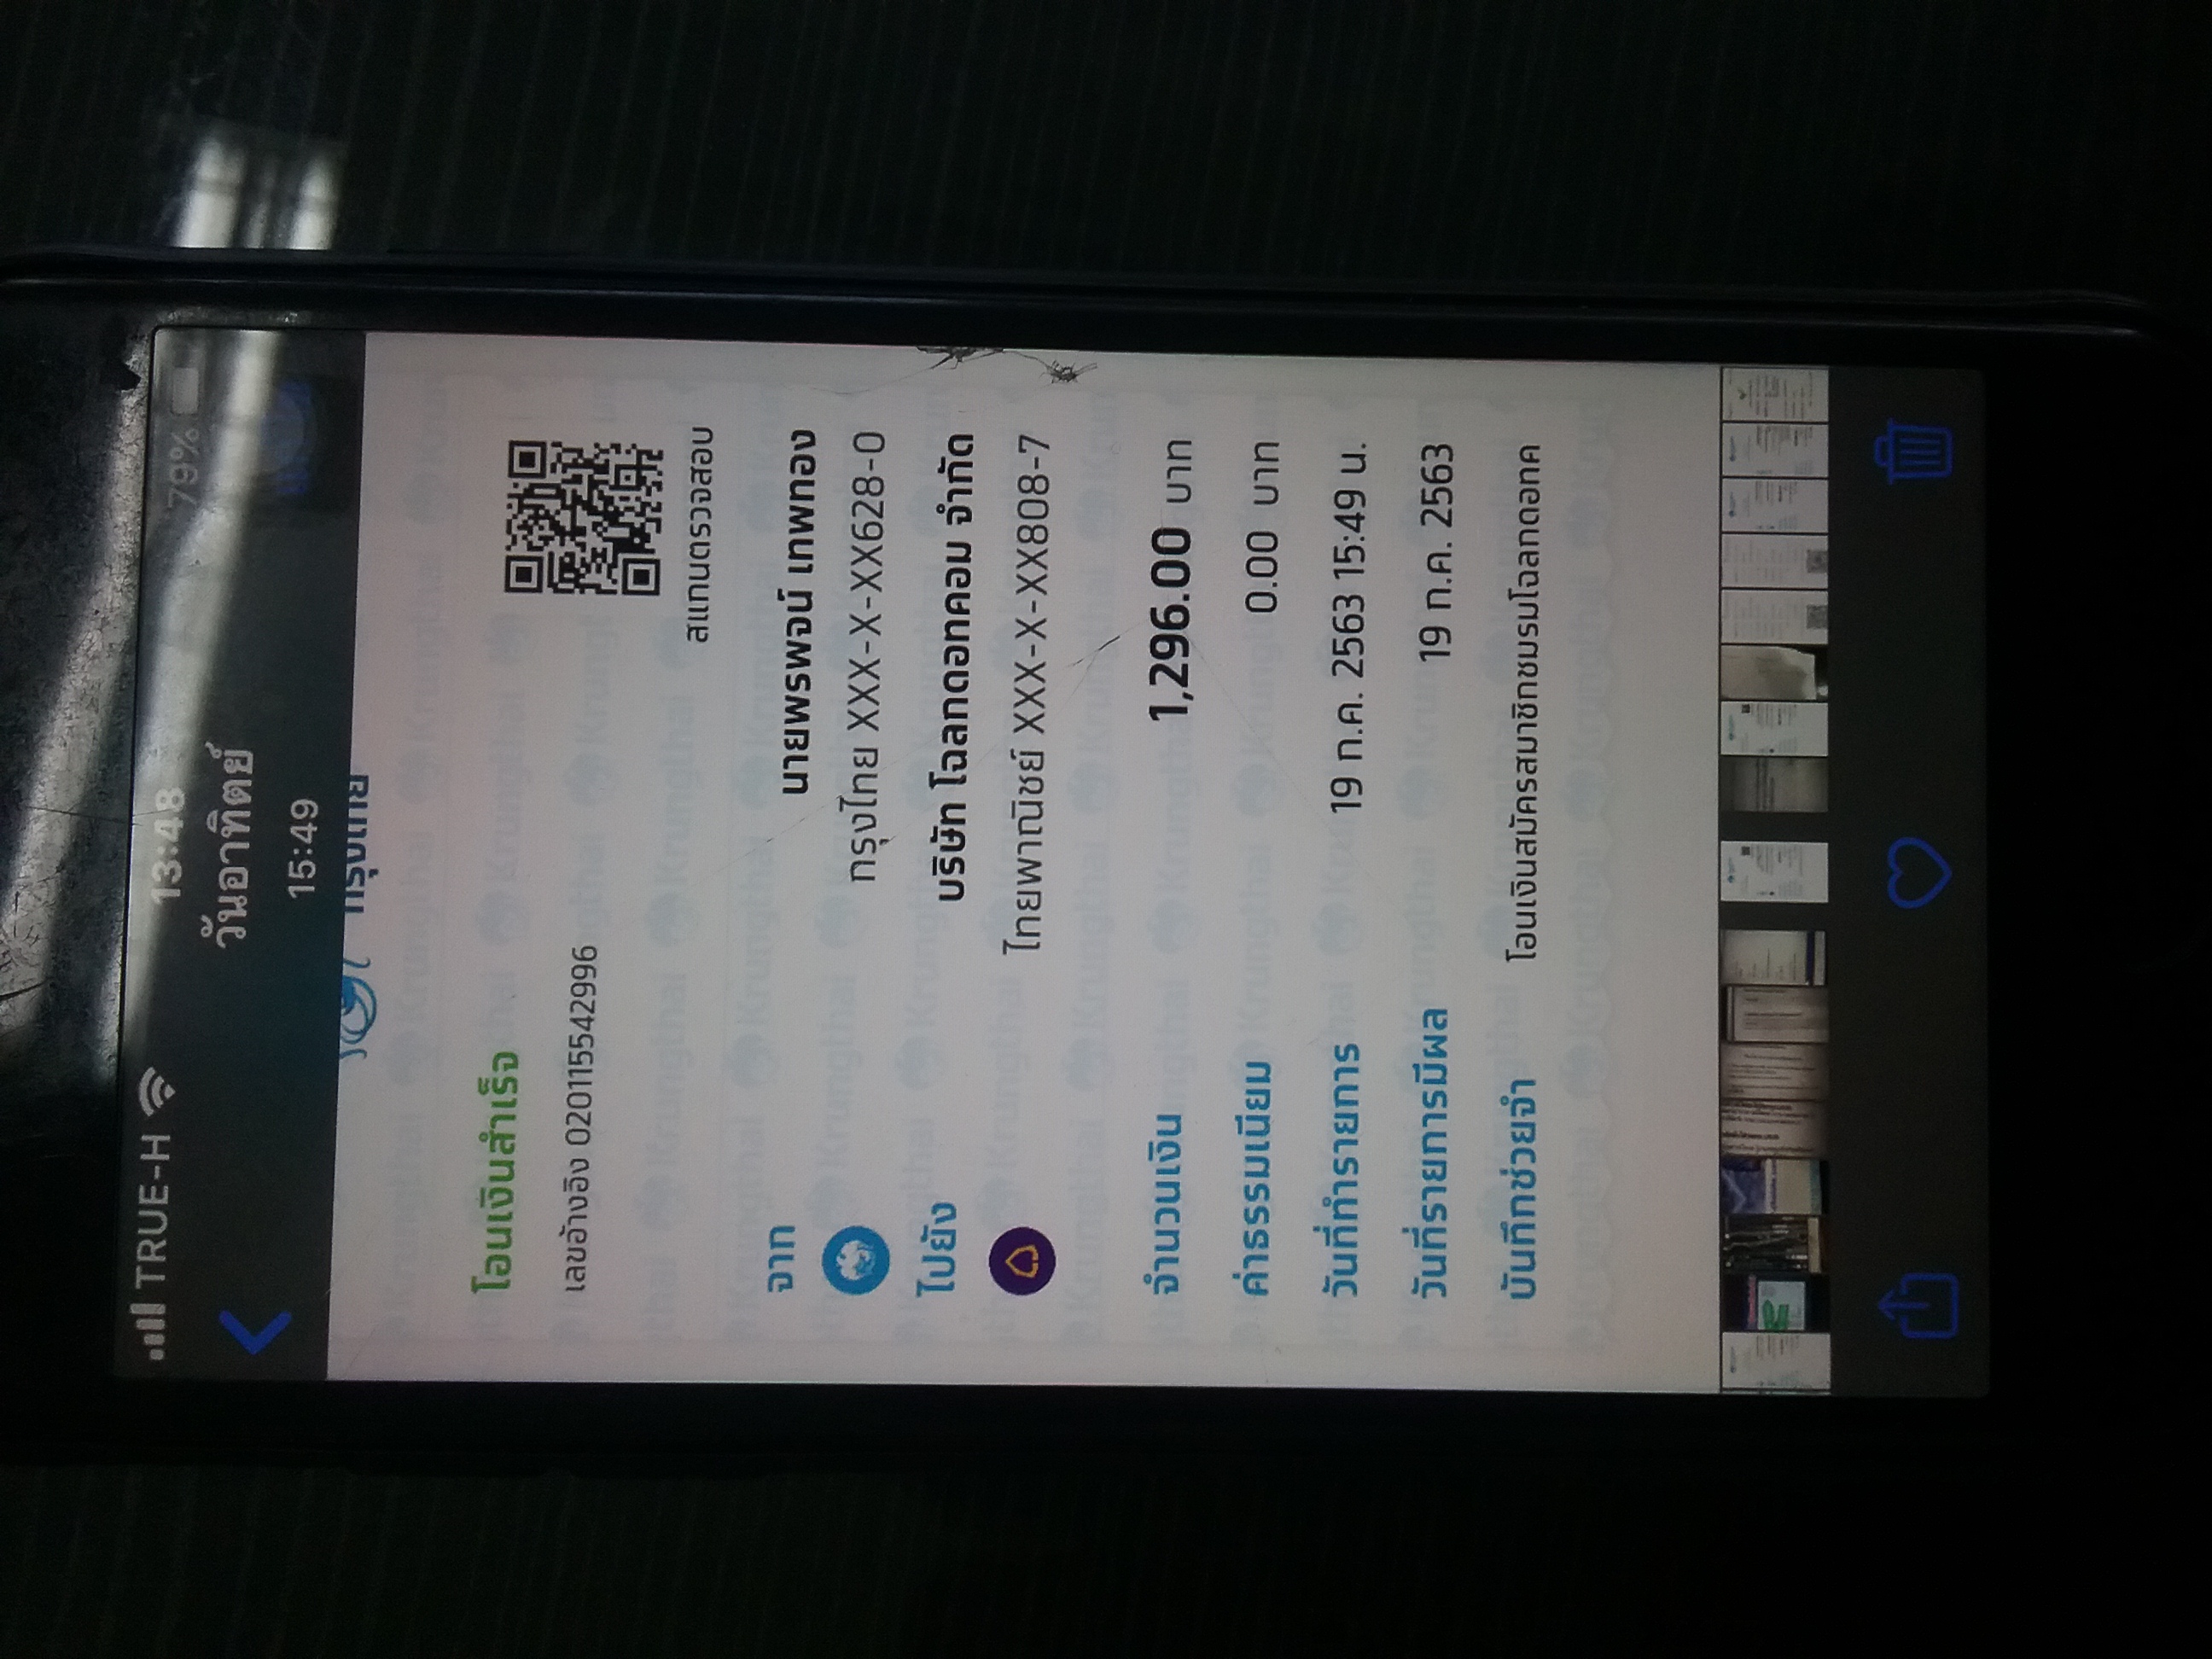 TRUE-H 13:48 79%
วันอาทิตย์
15:49
กรุงไทย
โอนเงินสำเร็จ
เลขอ้างอิง 020115542996
สแกนตรวจสอบ
จาก นายพรพจน์ เทพทอง
กรุงไทย XXX-X-XX628-0
ไปยัง บริษัท โฉลกดอทคอม จำกัด
ไทยพาณิชย์ XXX-X-XX808-7
จำนวนเงิน 1,296.00 บาท
ค่าธรรมเนียม 0.00 บาท
วันที่ทำรายการ 19 ก.ค. 2563 15:49 น.
วันที่รายการมีผล 19 ก.ค. 2563
บันทึกช่วยจำ โอนเงินสมัครสมาชิกชมรมโฉลกดอทค